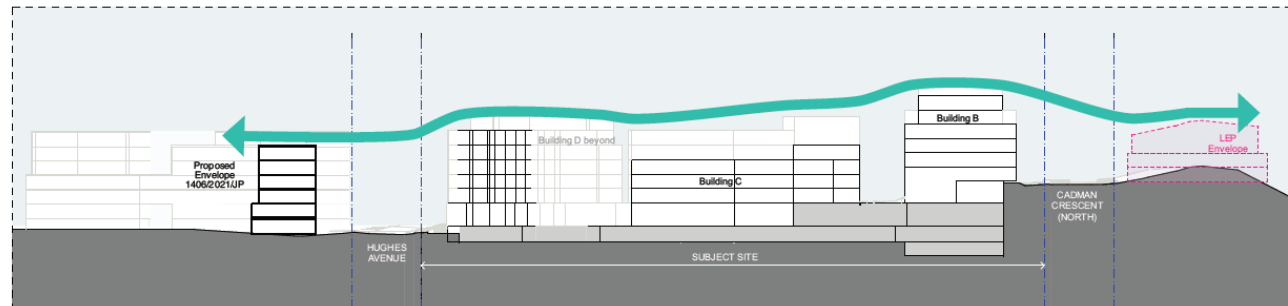 Building B
Building D beyond
LEP
Envelope
Proposed
Envelope
1406/2021/JP
Building C
CADMAN
CRESCENT
(NORTH)
HUGHES
AVENUE
SUBJECT SITE